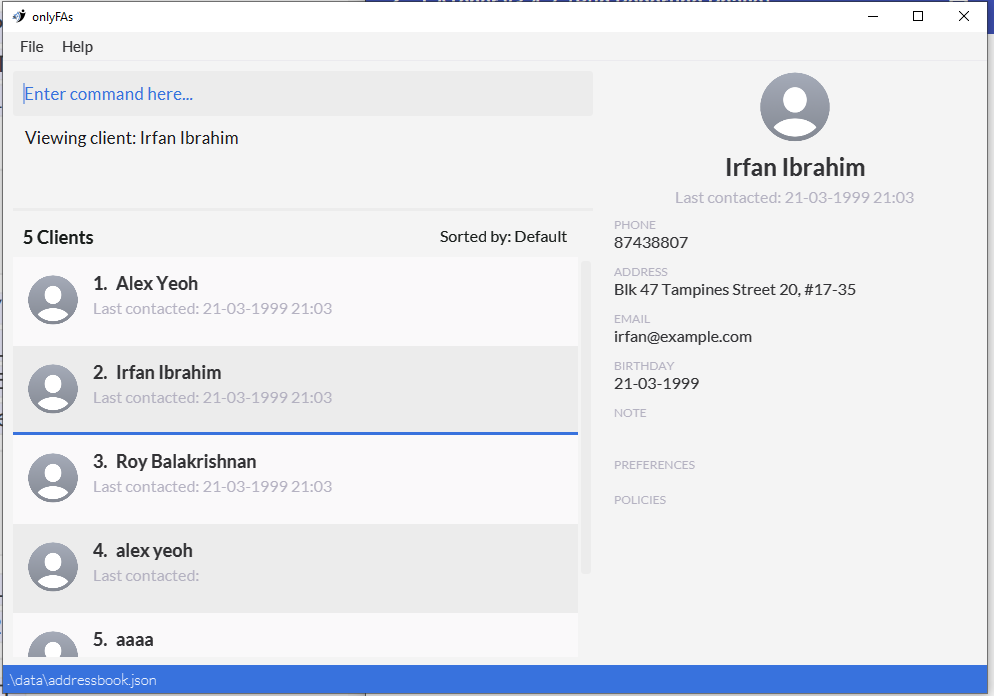 onlyFAs
File Help
Enter command here...
Viewing client: Irfan Ibrahim
5 Clients
Sorted by: Default
1. Alex Yeoh
Last contacted: 21-03-1999 21:03
2. Irfan Ibrahim
Last contacted: 21-03-1999 21:03
3. Roy Balakrishnan
Last contacted: 21-03-1999 21:03
4. alex yeoh
Last contacted:
5. aaaa
Irfan Ibrahim
Last contacted: 21-03-1999 21:03
PHONE
87438807
ADDRESS
Blk 47 Tampines Street 20, #17-35
EMAIL
irfan@example.com
BIRTHDAY
21-03-1999
NOTE
PREFERENCES
POLICIES
.\data\addressbook.json